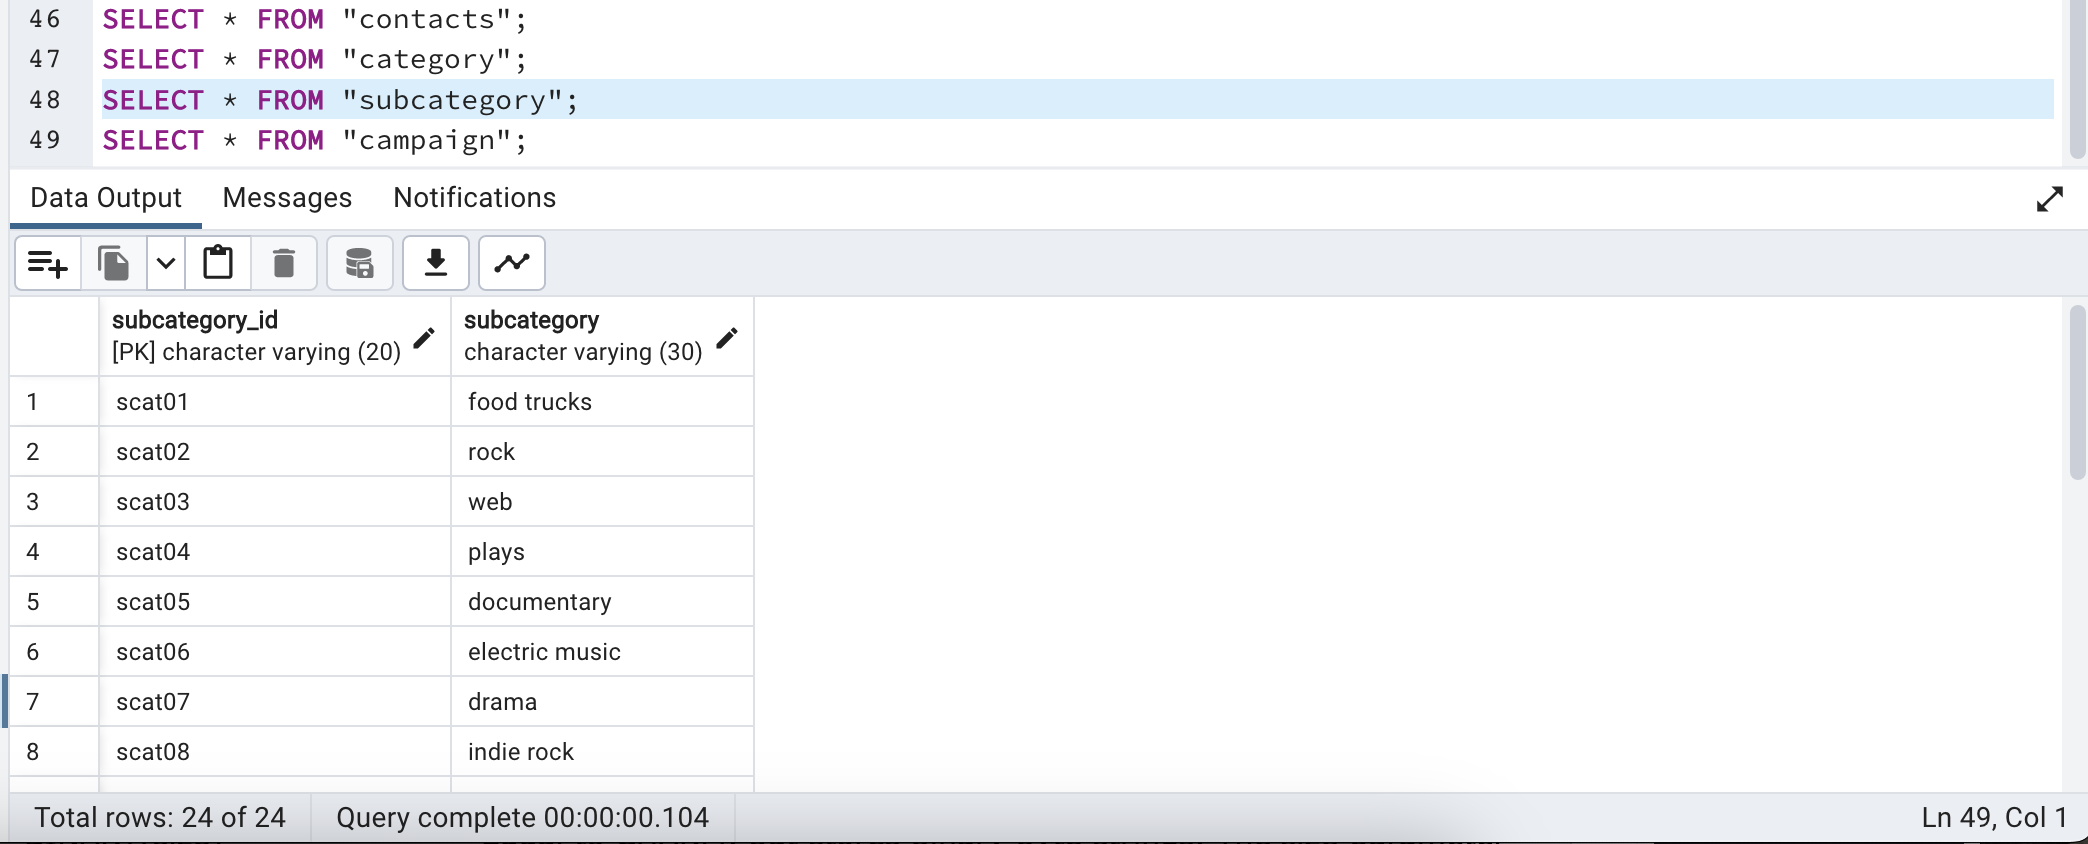 46 SELECT * FROM "contacts";
47 SELECT * FROM "category";
48 SELECT * FROM "subcategory";
49 SELECT * FROM "campaign";
Data Output Messages Notifications
subcategory_id subcategory
[PK] character varying (20) character varying (30)
1 scat01 food trucks
2 scat02 rock
3 scat03 web
4 scat04 plays
5 scat05 documentary
6 scat06 electric music
7 scat07 drama
8 scat08 indie rock
Total rows: 24 of 24 Query complete 00:00:00.104 Ln 49, Col 1